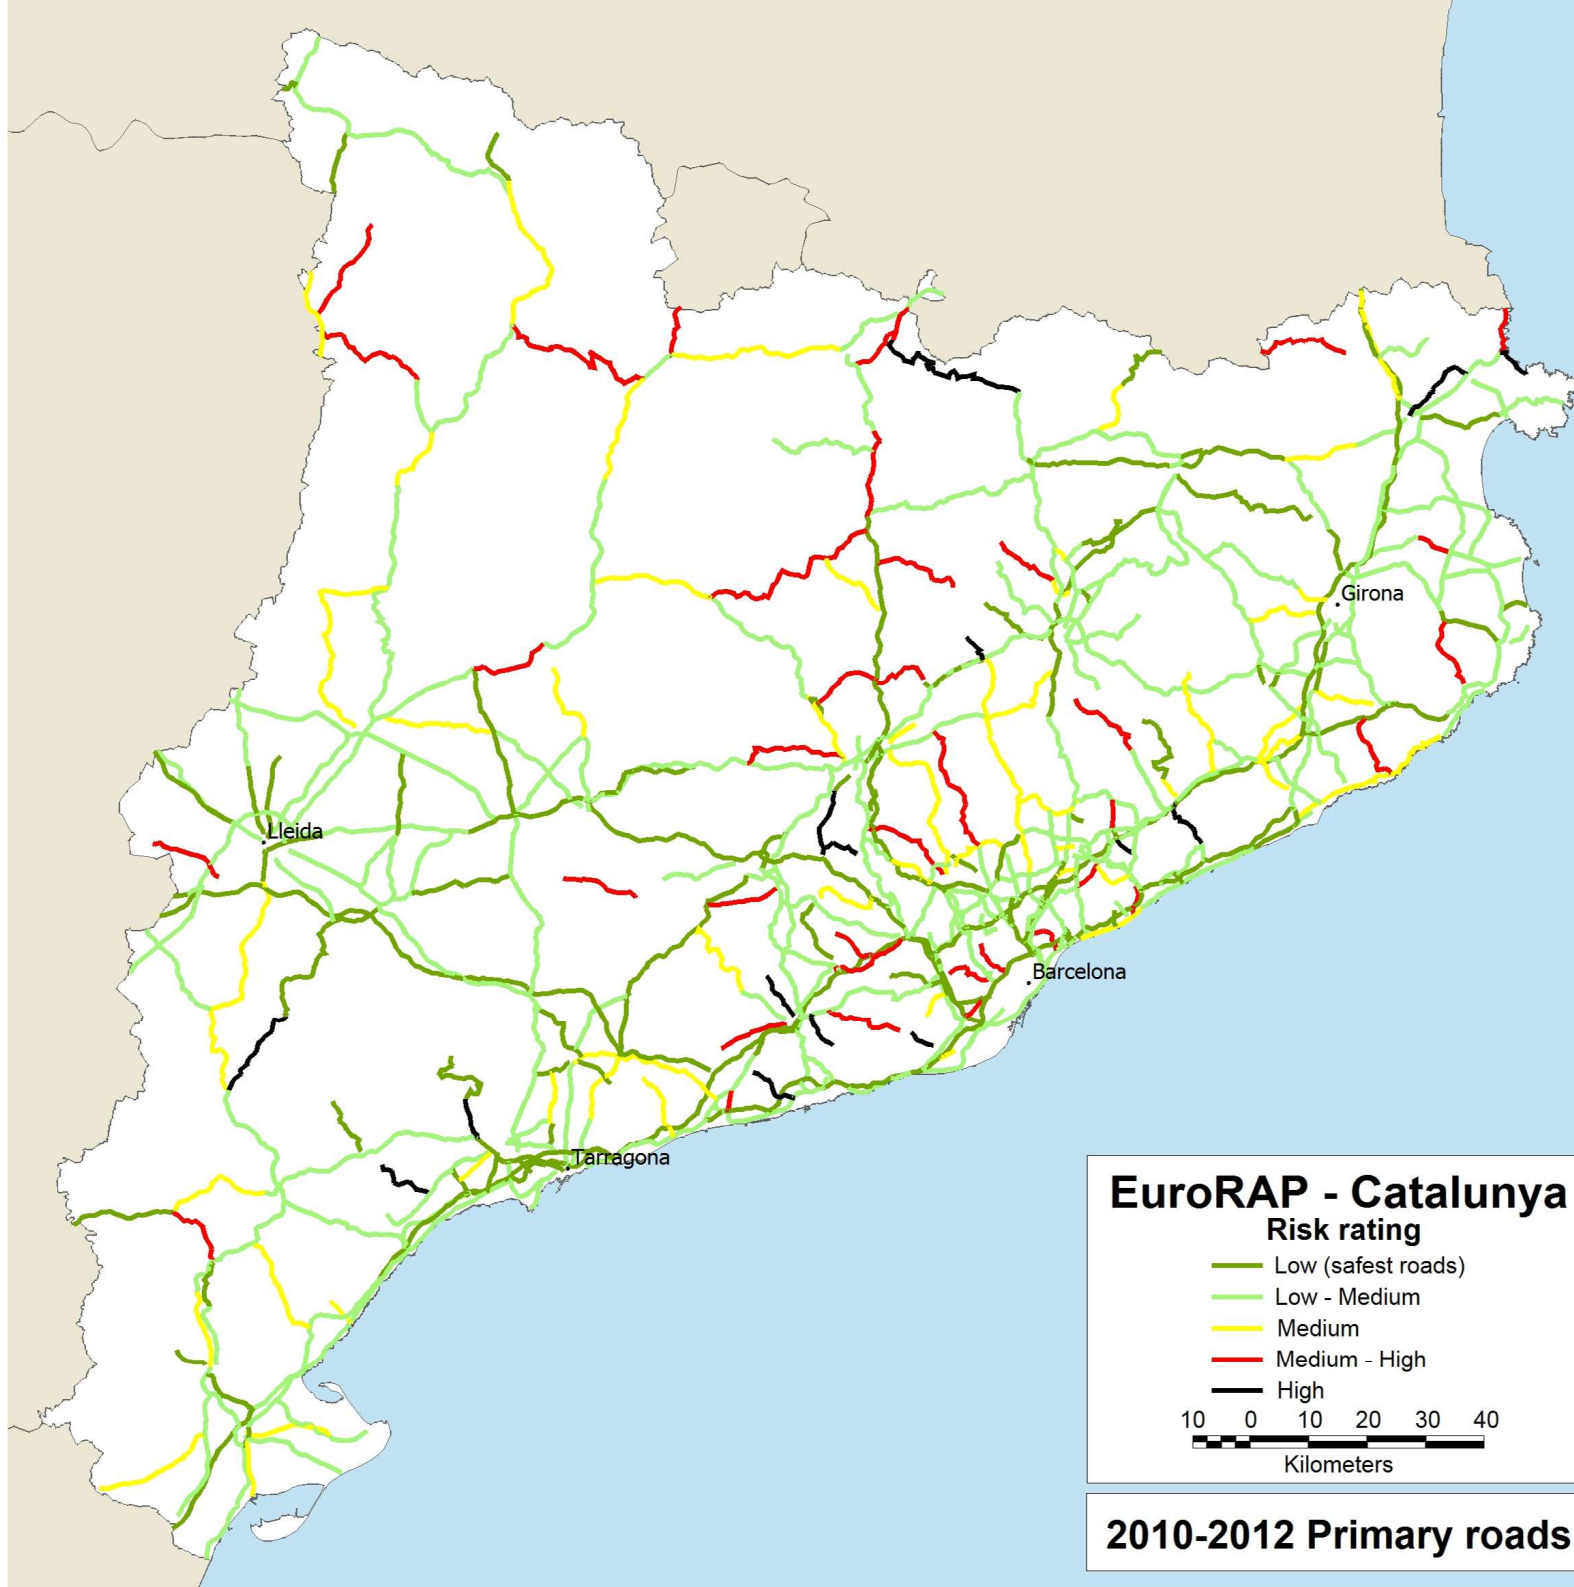 Girona
Lleida
Barcelona
Tarragona
EuroRAP - Catalunya
Risk rating
Low (safest roads)
Low - Medium
Medium
Medium - High
High
10 0 10 20 30 40
Kilometers
2010-2012 Primary roads